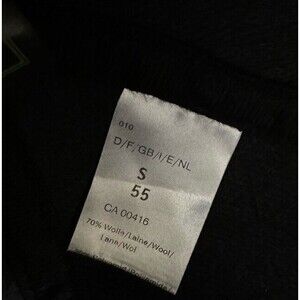 010
D/F/GB/I/E/NL
S
55
CA 00416
70% Wolle/Laine/Wool/
Lana/Wol